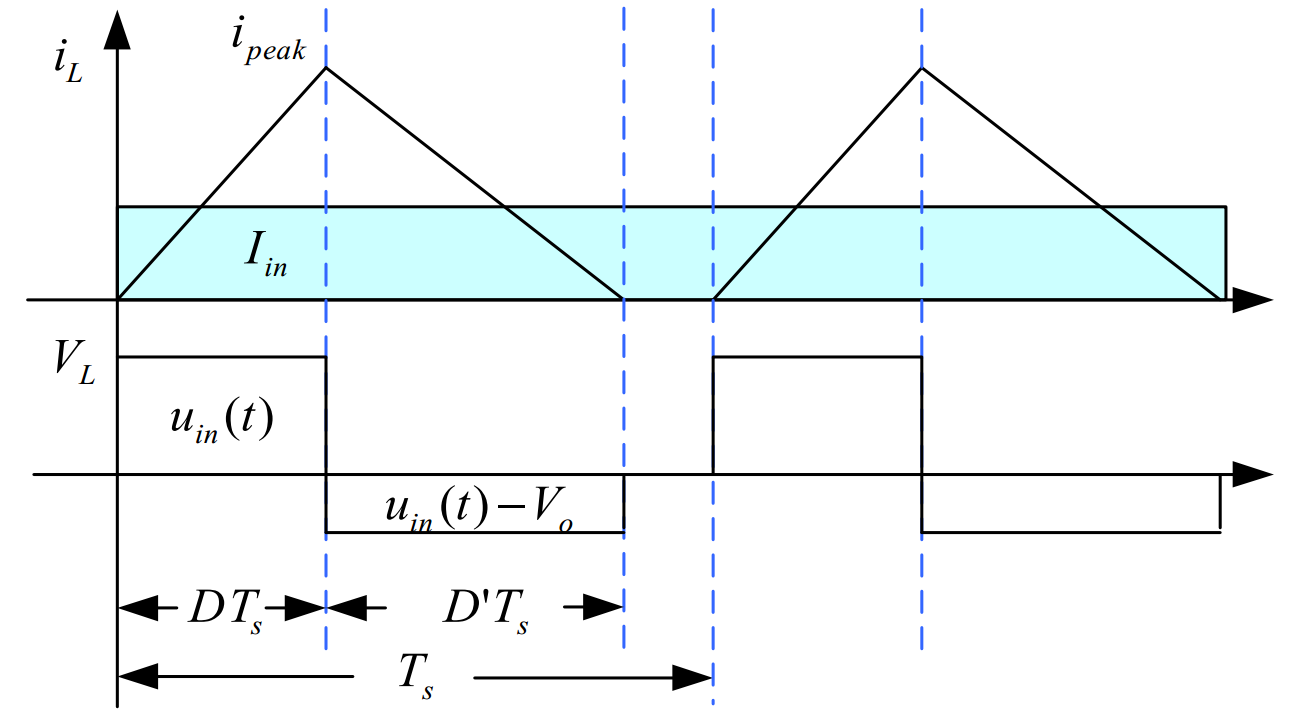 i_peak
i_L
I_in
V_L
u_in(t)
u_in(t)−V_o
DT_s
D'T_s
T_s